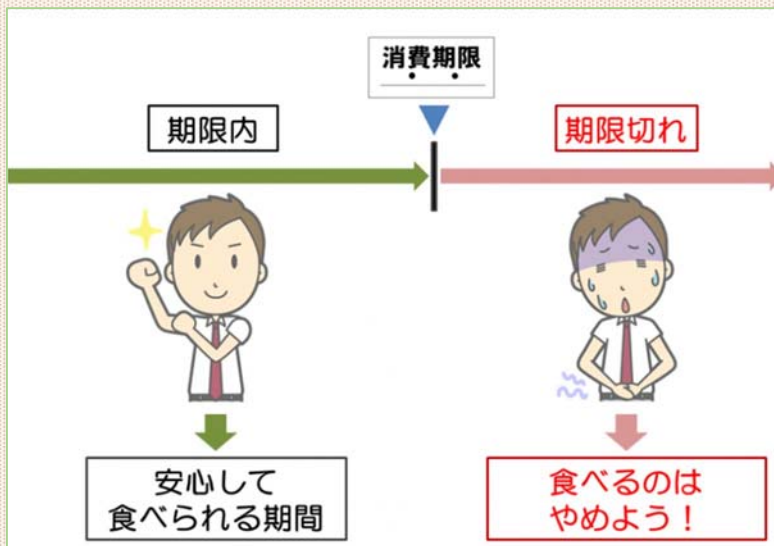 消費期限
期限内
期限切れ
安心して
食べられる期間
食べるのは
やめよう！